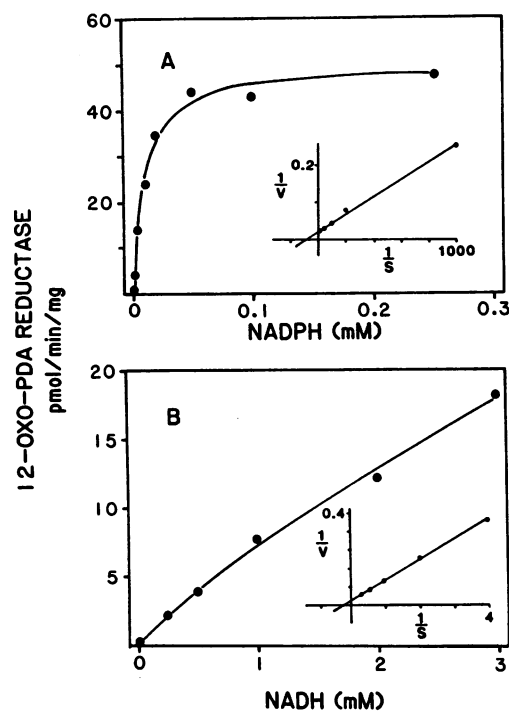 60
A
40
20
0.2
1
V
1
S
1000
0
0.1
0.2
0.3
NADPH (mM)
12-OXO-PDA REDUCTASE
pmol/min/mg
20
B
15
10
5
0.4
1
V
1
S
4
0
1
2
3
NADH (mM)